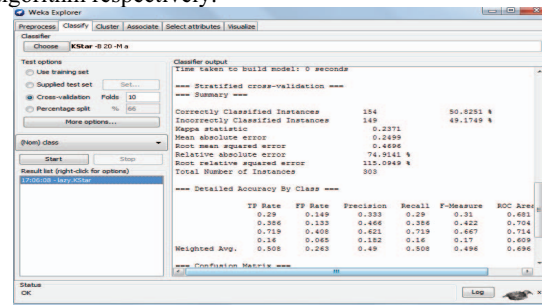 gorithm respectively.
Weka Explorer
Preprocess Classify Cluster Associate Select attributes Visualize
Classifier
Choose KStar -B 20 -M a
Test options
Use training set
Supplied test set Set...
Cross-validation Folds 10
Percentage split % 66
More options...
(Nom) class
Start Stop
Result list (right-click for options)
17:06:08 - lazy.KStar
Classifier output
Time taken to build model: 0 seconds
=== Stratified cross-validation ===
=== Summary ===
Correctly Classified Instances 154 50.8251 %
Incorrectly Classified Instances 149 49.1749 %
Kappa statistic 0.2371
Mean absolute error 0.2499
Root mean squared error 0.4696
Relative absolute error 74.9141 %
Root relative squared error 115.0949 %
Total Number of Instances 303
=== Detailed Accuracy By Class ===
TP Rate FP Rate Precision Recall F-Measure ROC Area
0.29 0.149 0.333 0.29 0.31 0.681
0.386 0.133 0.466 0.386 0.422 0.704
0.719 0.408 0.621 0.719 0.667 0.714
0.16 0.065 0.182 0.16 0.17 0.609
Weighted Avg. 0.508 0.263 0.49 0.508 0.496 0.696
=== Confusion Matrix ===
Status
OK
Log
x 0